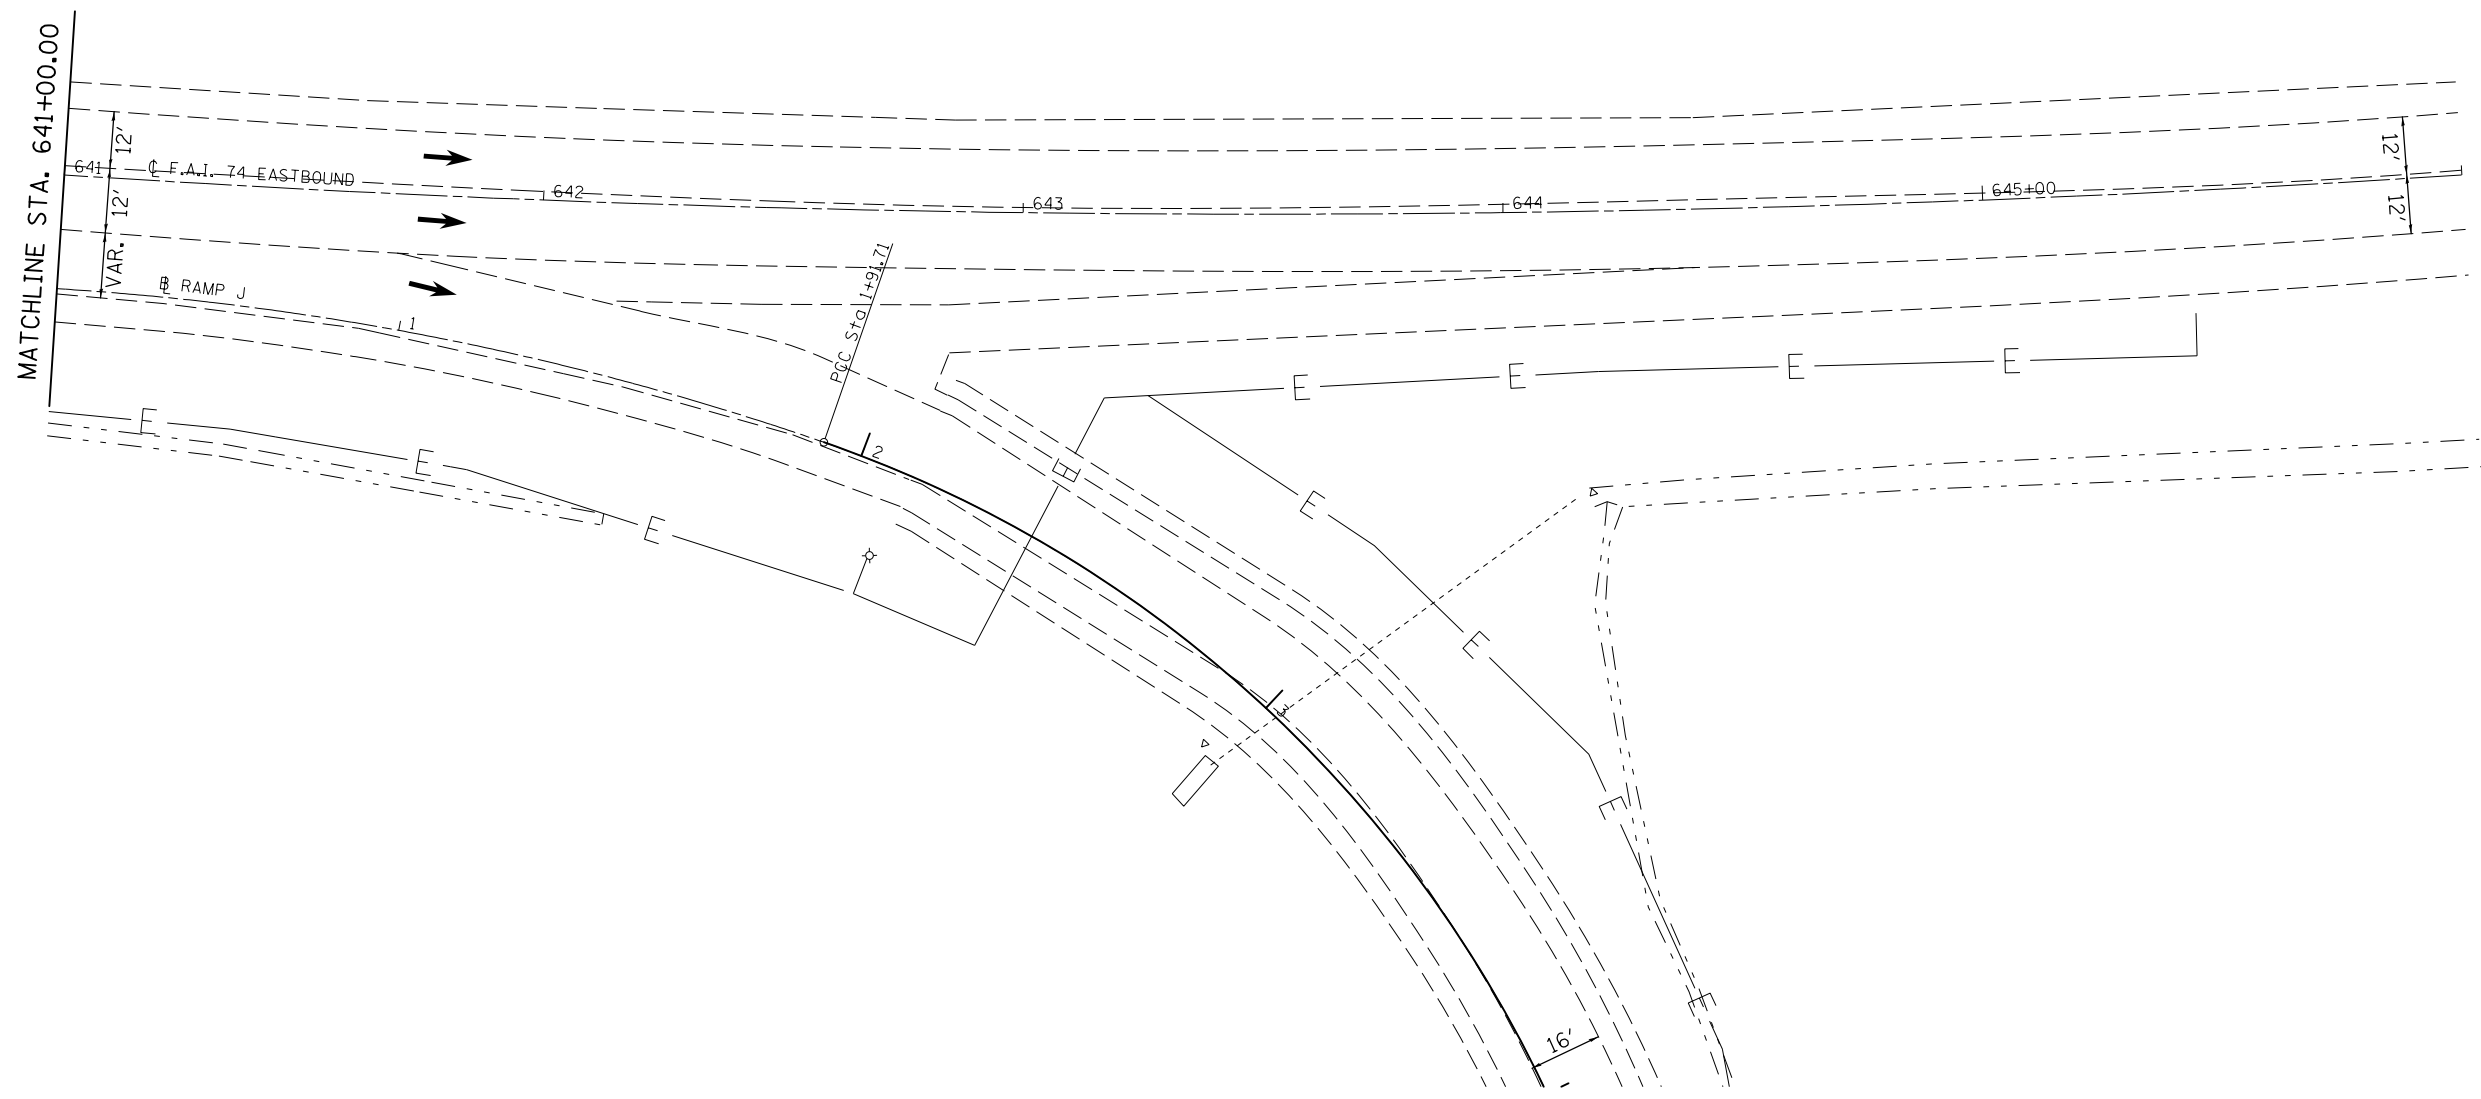 MATCHLINE STA. 641+00.00
12'
641
℄ F.A.I. 74 EASTBOUND
642
643
644
645+00
12'
12'
12'
VAR.
℄ RAMP J
1
PCC Sta 1+91.71
2
3
16'
E
E
E
E
E
E
E
E
E
E
E